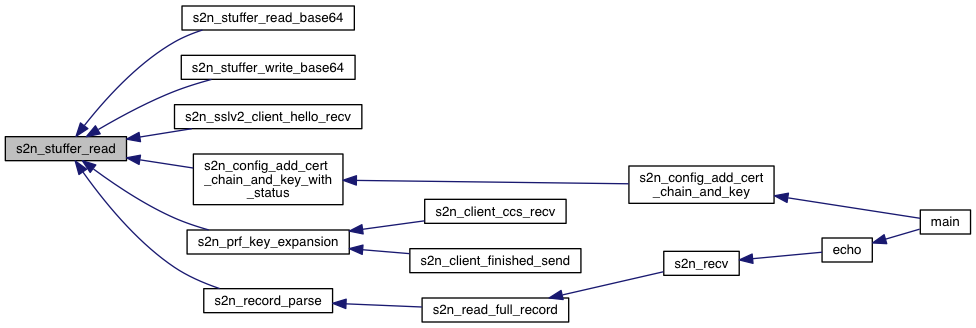 s2n_stuffer_read_base64
s2n_stuffer_write_base64
s2n_sslv2_client_hello_recv
s2n_stuffer_read
s2n_config_add_cert
_chain_and_key_with
_status
s2n_config_add_cert
_chain_and_key
s2n_client_ccs_recv
main
s2n_prf_key_expansion
echo
s2n_client_finished_send
s2n_recv
s2n_record_parse
s2n_read_full_record